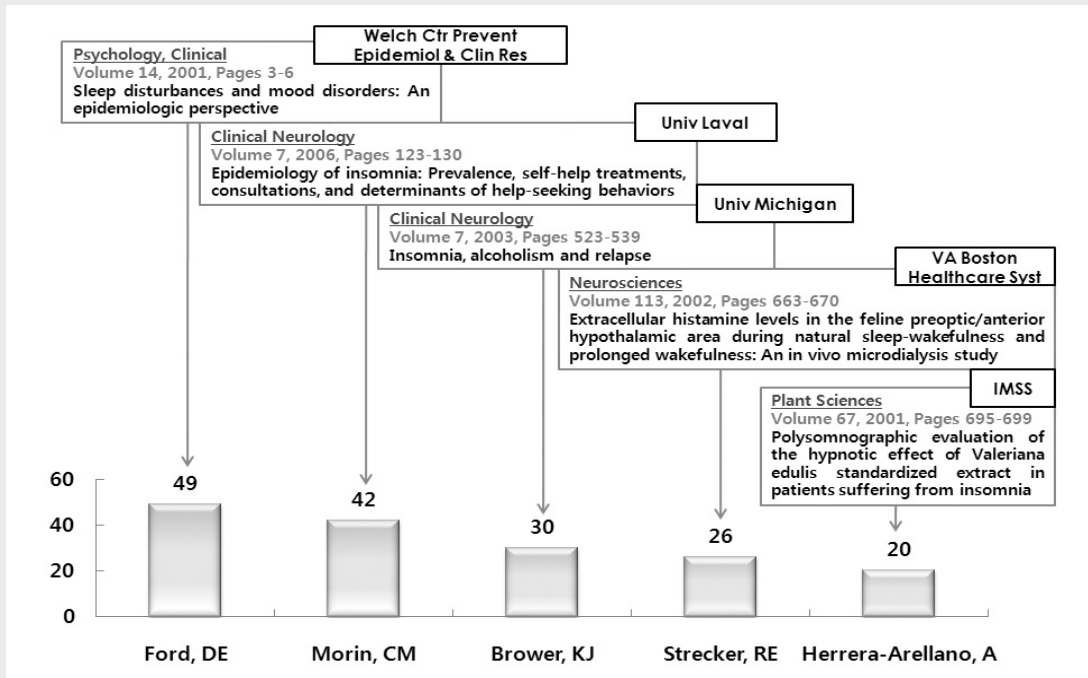 Welch Ctr Prevent
Epidemiol & Clin Res
Psychology, Clinical
Volume 14, 2001, Pages 3-6
Sleep disturbances and mood disorders: An
epidemiologic perspective
Univ Laval
Clinical Neurology
Volume 7, 2006, Pages 123-130
Epidemiology of insomnia: Prevalence, self-help treatments,
consultations, and determinants of help-seeking behaviors
Univ Michigan
Clinical Neurology
Volume 7, 2003, Pages 523-539
Insomnia, alcoholism and relapse
VA Boston
Healthcare Syst
Neurosciences
Volume 113, 2002, Pages 663-670
Extracellular histamine levels in the feline preoptic/anterior
hypothalamic area during natural sleep-wakefulness and
prolonged wakefulness: An in vivo microdialysis study
IMSS
Plant Sciences
Volume 67, 2001, Pages 695-699
Polysomnographic evaluation of
the hypnotic effect of Valeriana
edulis standardized extract in
patients suffering from insomnia
60
40
20
0
49
42
30
26
20
Ford, DE
Morin, CM
Brower, KJ
Strecker, RE
Herrera-Arellano, A